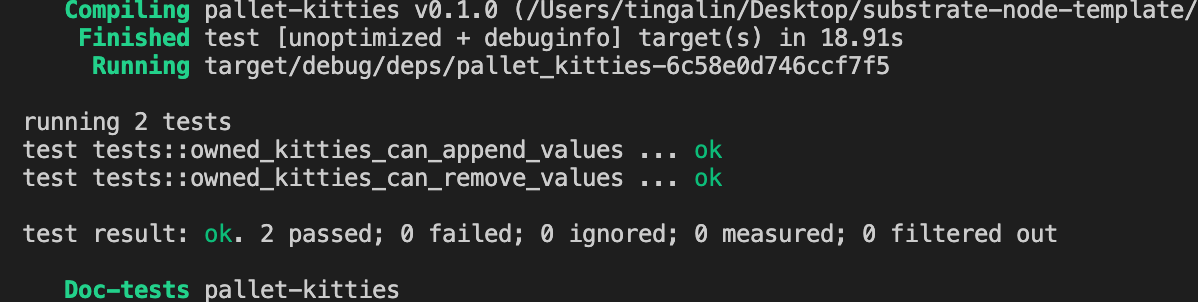 Compiling pallet-kitties v0.1.0 (/Users/tingalin/Desktop/substrate-node-template/
Finished test [unoptimized + debuginfo] target(s) in 18.91s
Running target/debug/deps/pallet_kitties-6c58e0d746ccf7f5
running 2 tests
test tests::owned_kitties_can_append_values ... ok
test tests::owned_kitties_can_remove_values ... ok
test result: ok. 2 passed; 0 failed; 0 ignored; 0 measured; 0 filtered out
Doc-tests pallet-kitties